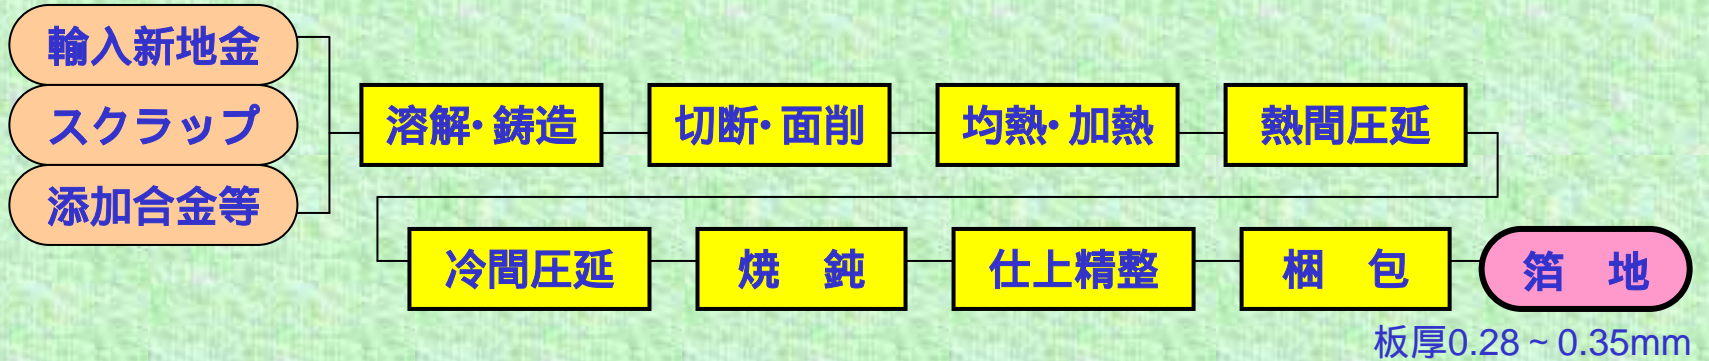 輸入新地金
スクラップ
添加合金等
溶解・鋳造
切断・面削
均熱・加熱
熱間圧延
冷間圧延
焼　鈍
仕上精整
梱　包
箔　地
板厚0.28～0.35mm